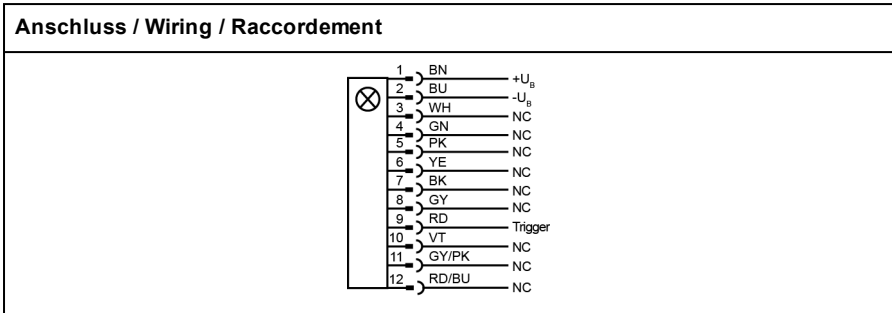 Anschluss / Wiring / Raccordement
1 BN +U_B
2 BU -U_B
3 WH NC
4 GN NC
5 PK NC
6 YE NC
7 BK NC
8 GY NC
9 RD Trigger
10 VT NC
11 GY/PK NC
12 RD/BU NC